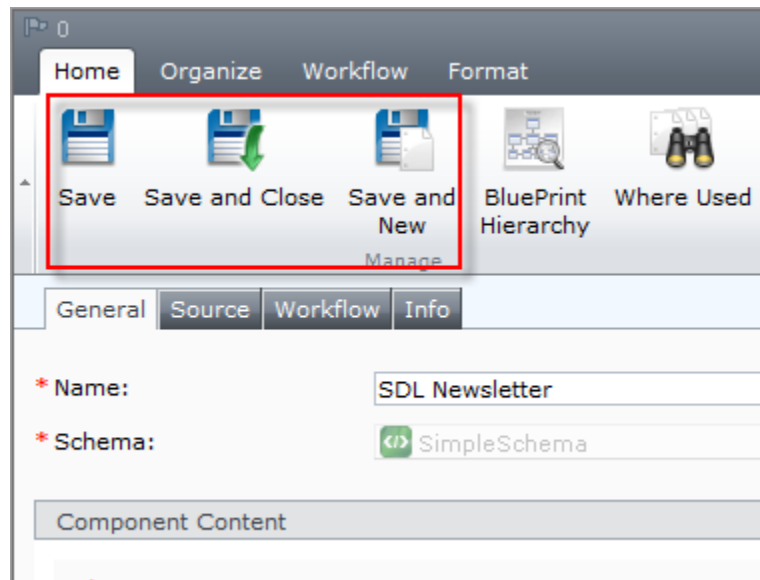 0
Home Organize Workflow Format
Save Save and Close Save and New BluePrint Hierarchy Where Used
Manage
General Source Workflow Info
* Name: SDL Newsletter
* Schema: SimpleSchema
Component Content